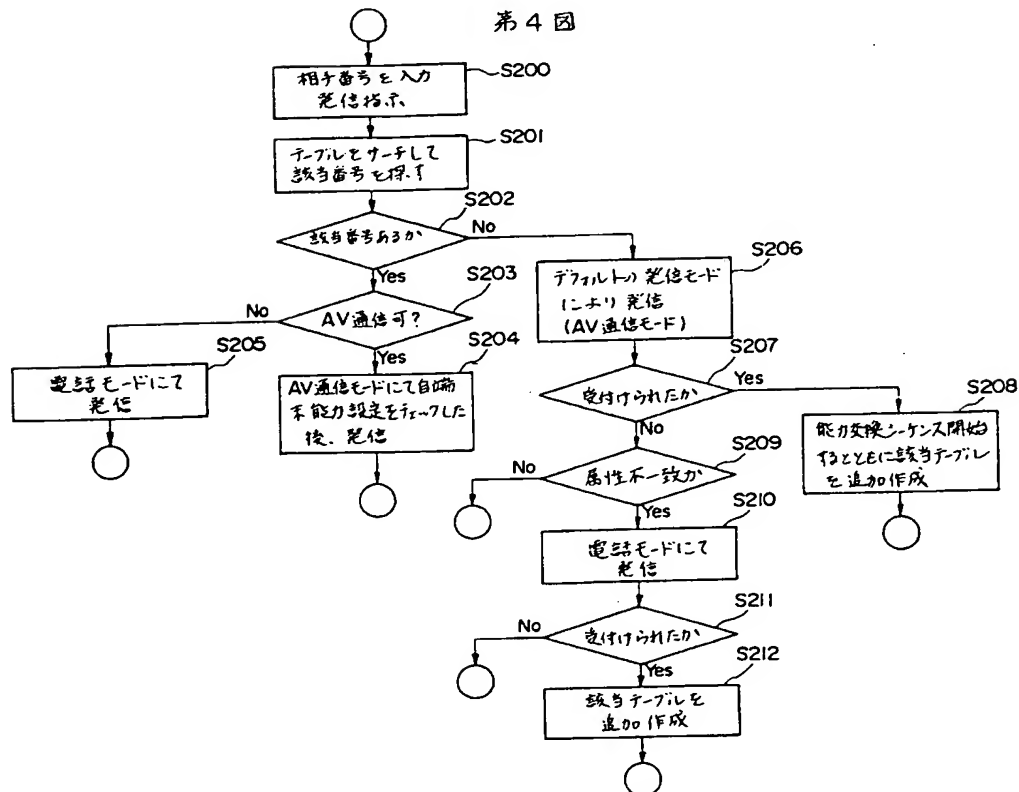 第4図
相手番号を入力
発信指示
S200
テーブルをサーチして
該当番号を探す
S201
該当番号あるか
S202
No
Yes
AV通信可?
S203
No
Yes
電話モードにて
発信
S205
AV通信モードにて自端
末能力設定をチェックした
後、発信
S204
デフォルトの発信モード
により発信
(AV通信モード)
S206
受付けられたか
S207
Yes
No
能力交換シーケンス開始
するとともに該当テーブル
を追加作成
S208
属性不一致か
S209
No
Yes
電話モードにて
発信
S210
受付けられたか
S211
No
Yes
該当テーブルを
追加作成
S212